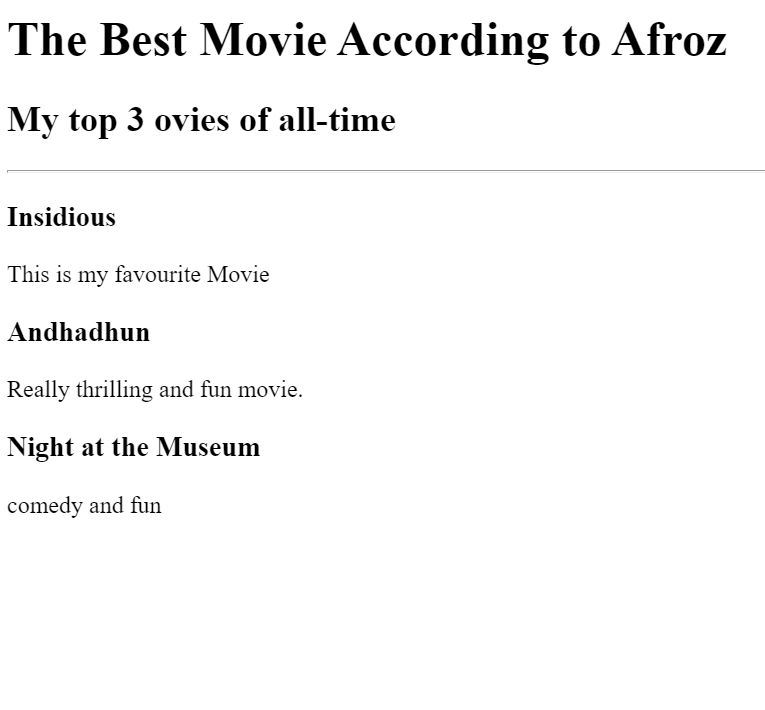 The Best Movie According to Afroz
My top 3 ovies of all-time
Insidious
This is my favourite Movie
Andhadhun
Really thrilling and fun movie.
Night at the Museum
comedy and fun